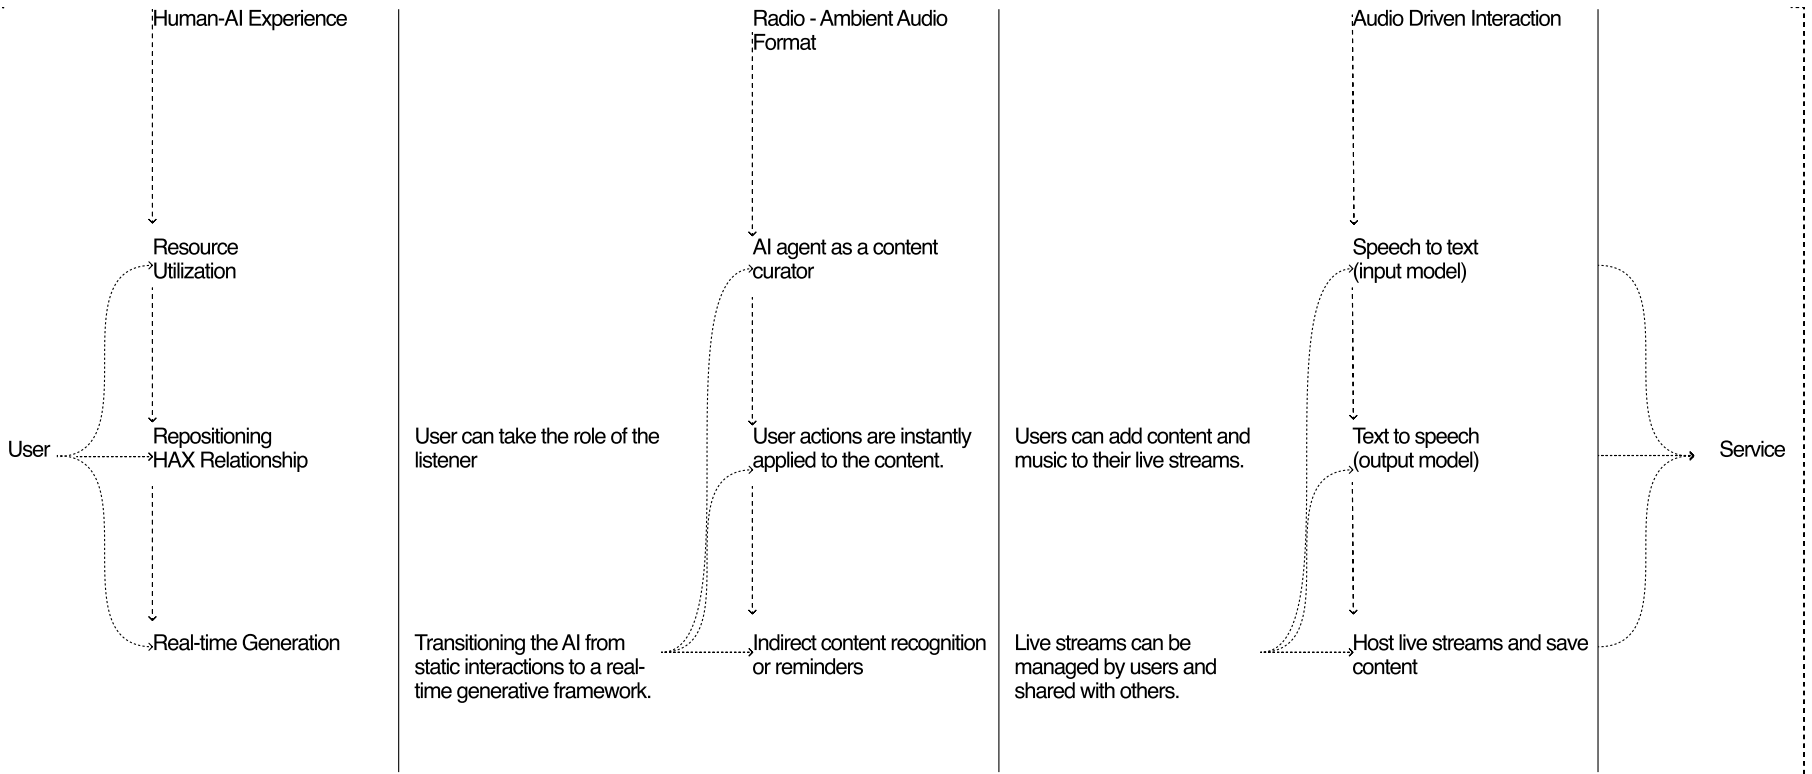 Human-AI Experience
Radio - Ambient Audio
Format
Audio Driven Interaction
Resource
Utilization
AI agent as a content
curator
Speech to text
(input model)
User
Repositioning
HAX Relationship
User can take the role of the
listener
User actions are instantly
applied to the content.
Users can add content and
music to their live streams.
Text to speech
(output model)
Service
Real-time Generation
Transitioning the AI from
static interactions to a real-
time generative framework.
Indirect content recognition
or reminders
Live streams can be
managed by users and
shared with others.
Host live streams and save
content